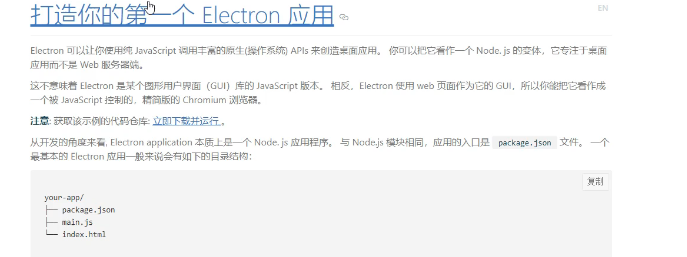 打造你的第一个 Electron 应用
EN
Electron 可以让你使用纯 JavaScript 调用丰富的原生(操作系统) APIs 来创造桌面应用。 你可以把它看作一个 Node. js 的变体，它专注于桌面
应用而不是 Web 服务器端。
这不意味着 Electron 是某个图形用户界面（GUI）库的 JavaScript 版本。 相反，Electron 使用 web 页面作为它的 GUI，所以你能把它看作成
一个被 JavaScript 控制的，精简版的 Chromium 浏览器。
注意: 获取该示例的代码仓库: 立即下载并运行 。
从开发的角度来看, Electron application 本质上是一个 Node. js 应用程序。 与 Node.js 模块相同，应用的入口是 package.json 文件。 一个
最基本的 Electron 应用一般来说会有如下的目录结构：
复制
your-app/
├── package.json
├── main.js
└── index.html